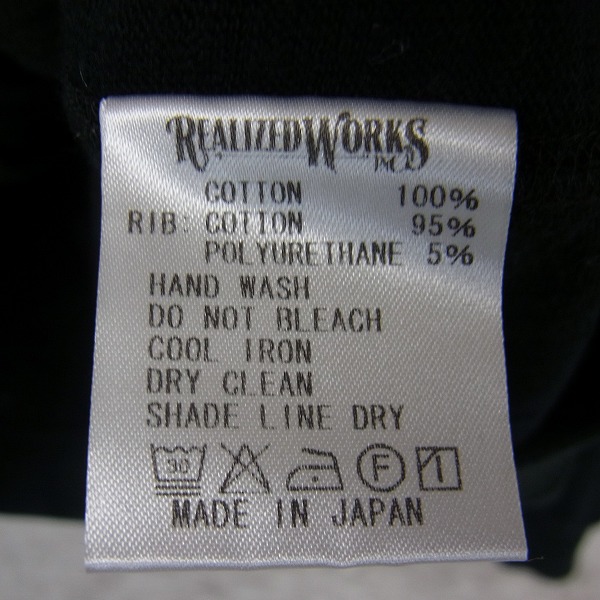 REALIZEDWORKS
INC.
COTTON 100%
RIB: COTTON 95%
POLYURETHANE 5%
HAND WASH
DO NOT BLEACH
COOL IRON
DRY CLEAN
SHADE LINE DRY
30 F
MADE IN JAPAN